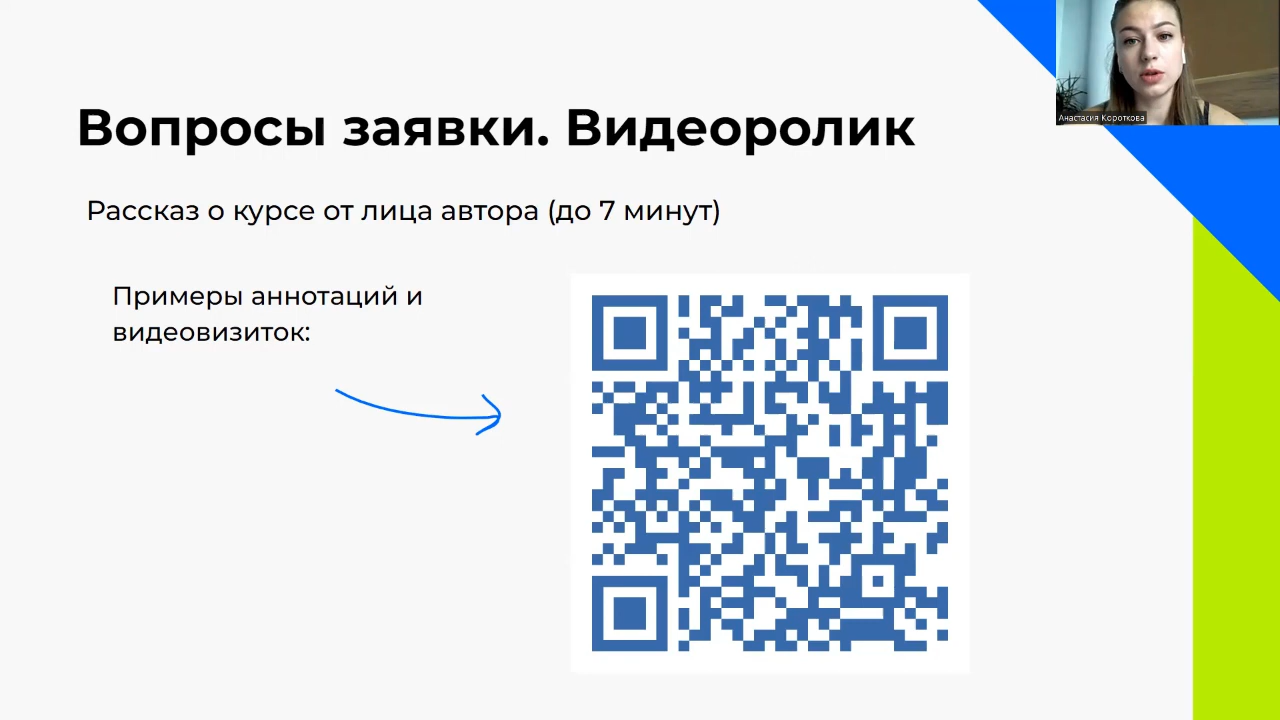 Вопросы заявки. Видеоролик
Рассказ о курсе от лица автора (до 7 минут)
Примеры аннотаций и
видеовизиток:
Анастасия Короткова